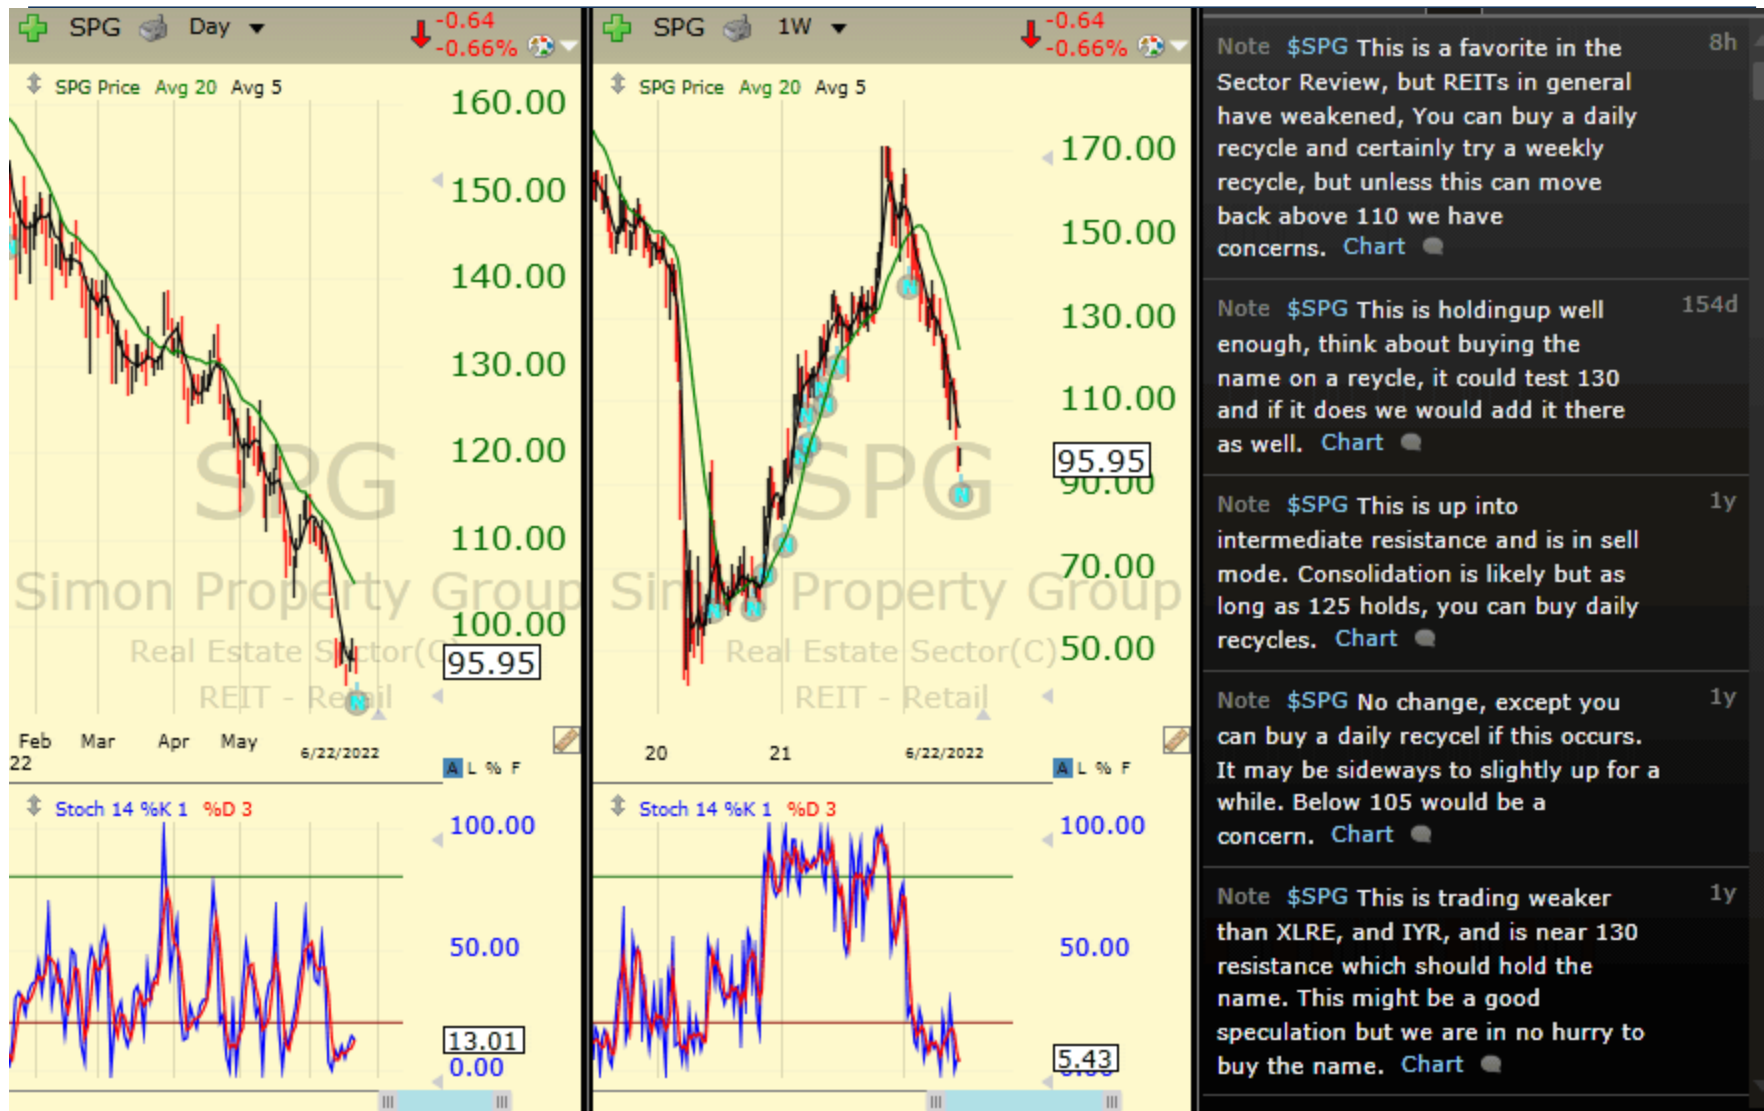 SPG Day
-0.64
-0.66%
SPG Price Avg 20 Avg 5
160.00
150.00
140.00
130.00
120.00
110.00
100.00
95.95
SPG
Simon Property Group
Real Estate Sector(C)
REIT - Retail
N
Feb Mar Apr May 6/22/2022
22
A L % F
Stoch 14 %K 1 %D 3
100.00
50.00
13.01
0.00
SPG 1W
-0.64
-0.66%
SPG Price Avg 20 Avg 5
170.00
150.00
130.00
110.00
95.95
90.00
70.00
50.00
SPG
Simon Property Group
Real Estate Sector(C)
REIT - Retail
N
20 21 6/22/2022
A L % F
Stoch 14 %K 1 %D 3
100.00
50.00
5.43
Note $SPG This is a favorite in the 8h
Sector Review, but REITs in general
have weakened, You can buy a daily
recycle and certainly try a weekly
recycle, but unless this can move
back above 110 we have
concerns. Chart
Note $SPG This is holdingup well 154d
enough, think about buying the
name on a reycle, it could test 130
and if it does we would add it there
as well. Chart
Note $SPG This is up into 1y
intermediate resistance and is in sell
mode. Consolidation is likely but as
long as 125 holds, you can buy daily
recycles. Chart
Note $SPG No change, except you 1y
can buy a daily recycel if this occurs.
It may be sideways to slightly up for a
while. Below 105 would be a
concern. Chart
Note $SPG This is trading weaker 1y
than XLRE, and IYR, and is near 130
resistance which should hold the
name. This might be a good
speculation but we are in no hurry to
buy the name. Chart